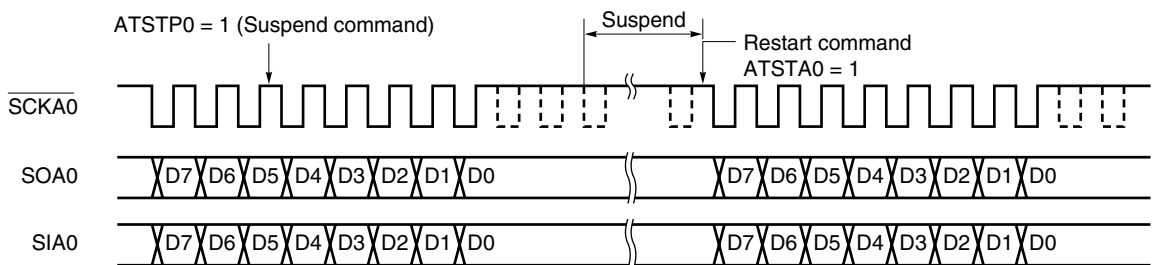 ATSTP0 = 1 (Suspend command)
Suspend
Restart command
ATSTA0 = 1
SCKA0
SOA0
D7 D6 D5 D4 D3 D2 D1 D0
D7 D6 D5 D4 D3 D2 D1 D0
SIA0
D7 D6 D5 D4 D3 D2 D1 D0
D7 D6 D5 D4 D3 D2 D1 D0